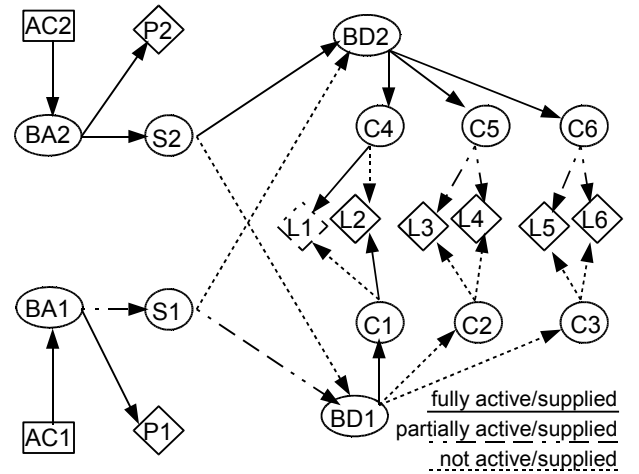 AC2
P2
BD2
BA2
S2
C4
C5
C6
L1
L2
L3
L4
L5
L6
BA1
S1
C1
C2
C3
AC1
P1
BD1
fully active/supplied
partially active/supplied
not active/supplied